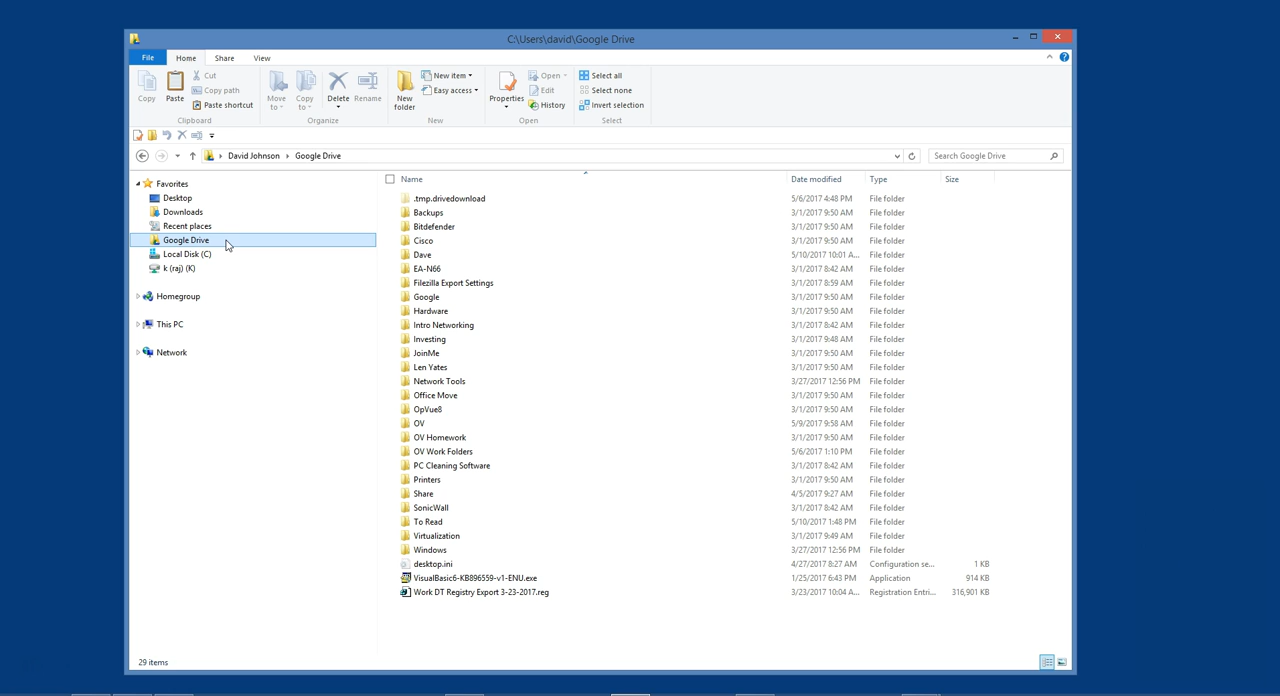 C:\Users\david\Google Drive
File Home Share View
Copy
Paste
Cut
Copy path
Paste shortcut
Clipboard
Move to
Copy to
Delete
Rename
Organize
New folder
New item
Easy access
New
Properties
Open
Edit
History
Open
Select all
Select none
Invert selection
Select
David Johnson Google Drive Search Google Drive
Favorites
Desktop
Downloads
Recent places
Google Drive
Local Disk (C)
k (raj) (K)
Homegroup
This PC
Network
Name Date modified Type Size
.tmp.drivedownload 5/6/2017 4:48 PM File folder
Backups 3/1/2017 9:50 AM File folder
Bitdefender 3/1/2017 9:50 AM File folder
Cisco 3/1/2017 9:50 AM File folder
Dave 5/10/2017 10:01 A... File folder
EA-N66 3/1/2017 8:42 AM File folder
Filezilla Export Settings 3/1/2017 8:59 AM File folder
Google 3/1/2017 9:50 AM File folder
Hardware 3/1/2017 9:50 AM File folder
Intro Networking 3/1/2017 8:42 AM File folder
Investing 3/1/2017 9:48 AM File folder
JoinMe 3/1/2017 9:50 AM File folder
Len Yates 3/1/2017 9:50 AM File folder
Network Tools 3/27/2017 12:56 PM File folder
Office Move 3/1/2017 9:50 AM File folder
OpVue8 3/1/2017 9:50 AM File folder
OV 5/9/2017 9:58 AM File folder
OV Homework 3/1/2017 9:50 AM File folder
OV Work Folders 5/6/2017 1:10 PM File folder
PC Cleaning Software 3/1/2017 8:42 AM File folder
Printers 3/1/2017 9:50 AM File folder
Share 4/5/2017 9:27 AM File folder
SonicWall 3/1/2017 8:42 AM File folder
To Read 5/10/2017 1:48 PM File folder
Virtualization 3/1/2017 9:49 AM File folder
Windows 3/27/2017 12:56 PM File folder
desktop.ini 4/27/2017 8:27 AM Configuration se... 1 KB
VisualBasic6-KB896559-v1-ENU.exe 1/25/2017 6:43 PM Application 914 KB
Work DT Registry Export 3-23-2017.reg 3/23/2017 10:04 A... Registration Entri... 316,901 KB
29 items